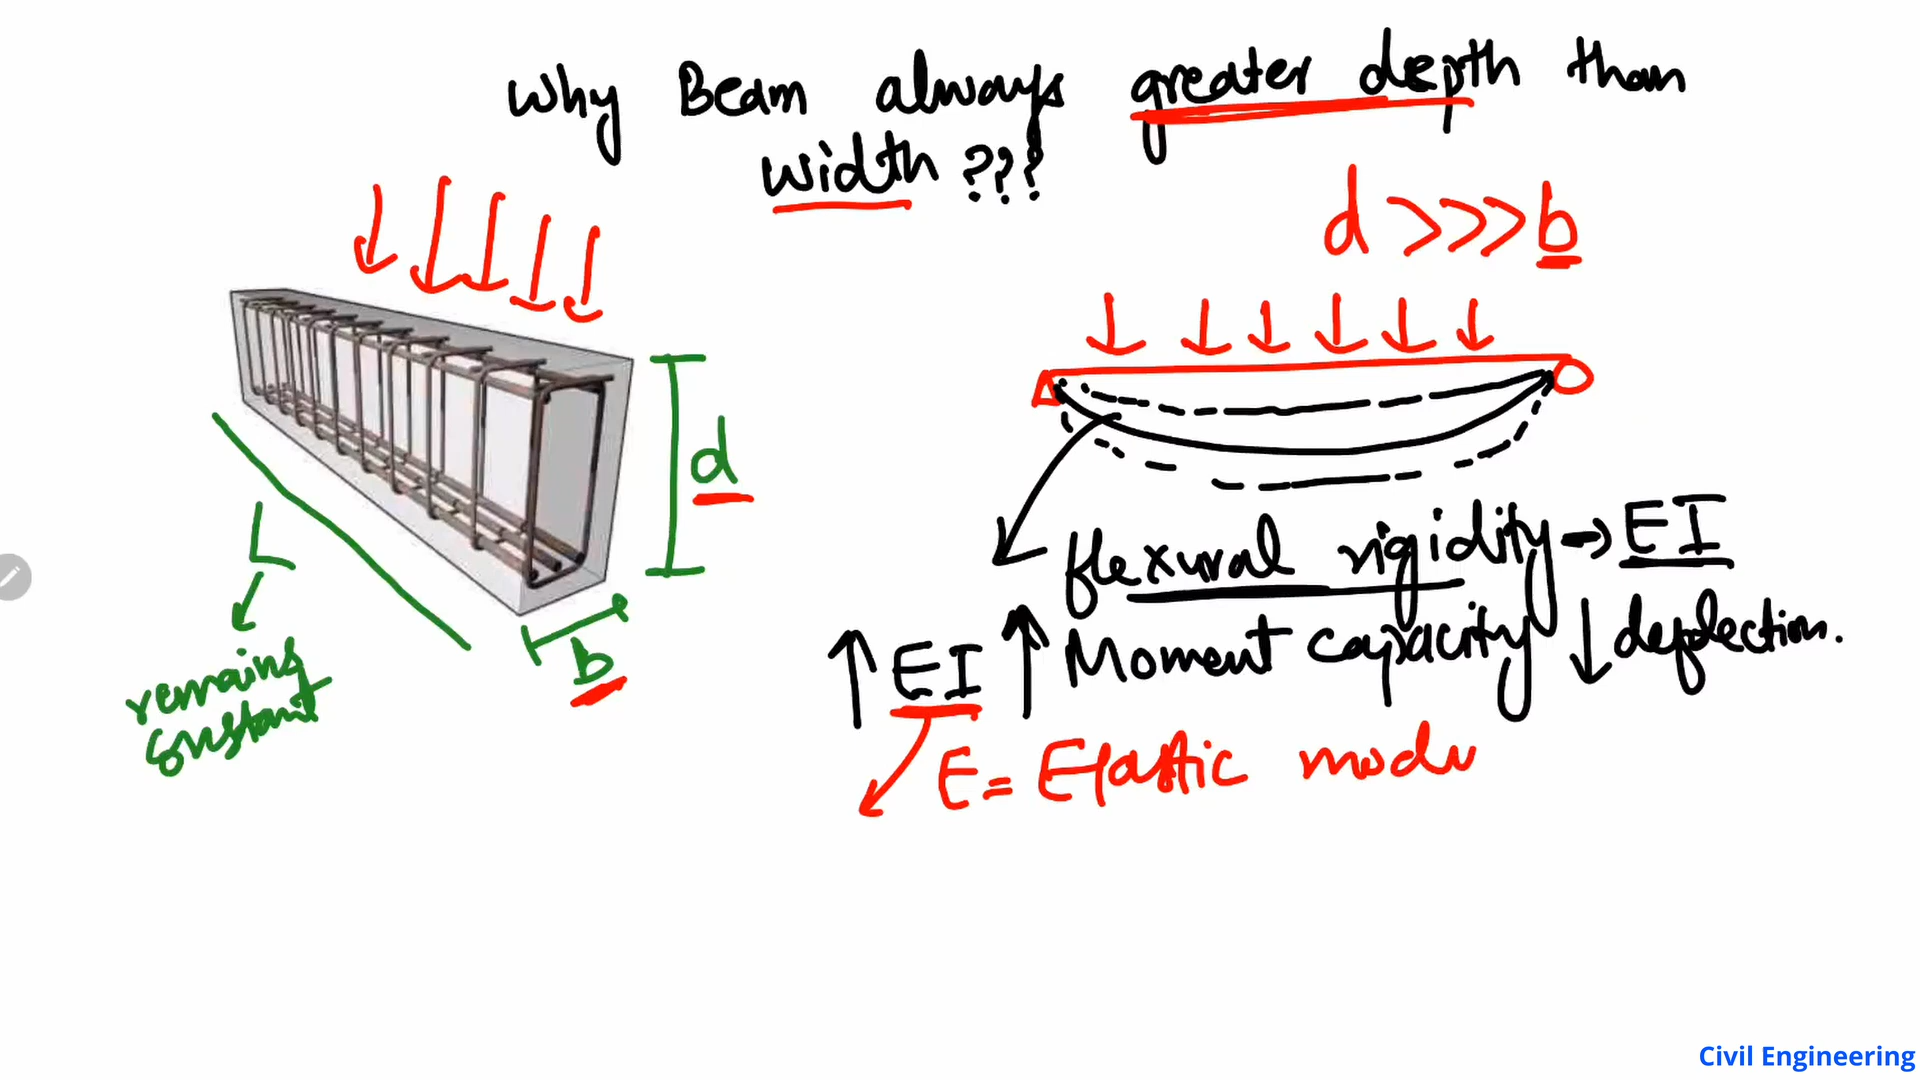 Why Beam always greater depth than
width ???
d >>> b
d
L
b
remains
constant
flexural rigidity → EI
↑ EI ↑ Moment capacity ↓ deflection.
E = Elastic modu
Civil Engineering